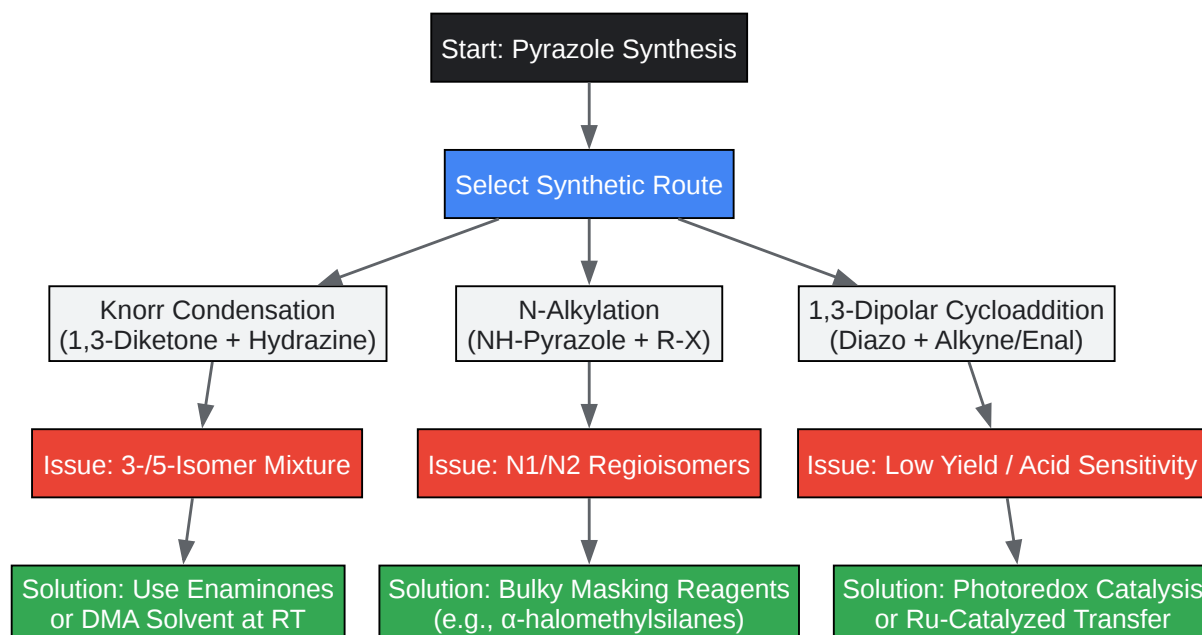 Start: Pyrazole Synthesis
Select Synthetic Route
Knorr Condensation
(1,3-Diketone + Hydrazine)
N-Alkylation
(NH-Pyrazole + R-X)
1,3-Dipolar Cycloaddition
(Diazo + Alkyne/Enal)
Issue: 3-/5-Isomer Mixture
Issue: N1/N2 Regioisomers
Issue: Low Yield / Acid Sensitivity
Solution: Use Enaminones
or DMA Solvent at RT
Solution: Bulky Masking Reagents
(e.g., α-halomethylsilanes)
Solution: Photoredox Catalysis
or Ru-Catalyzed Transfer